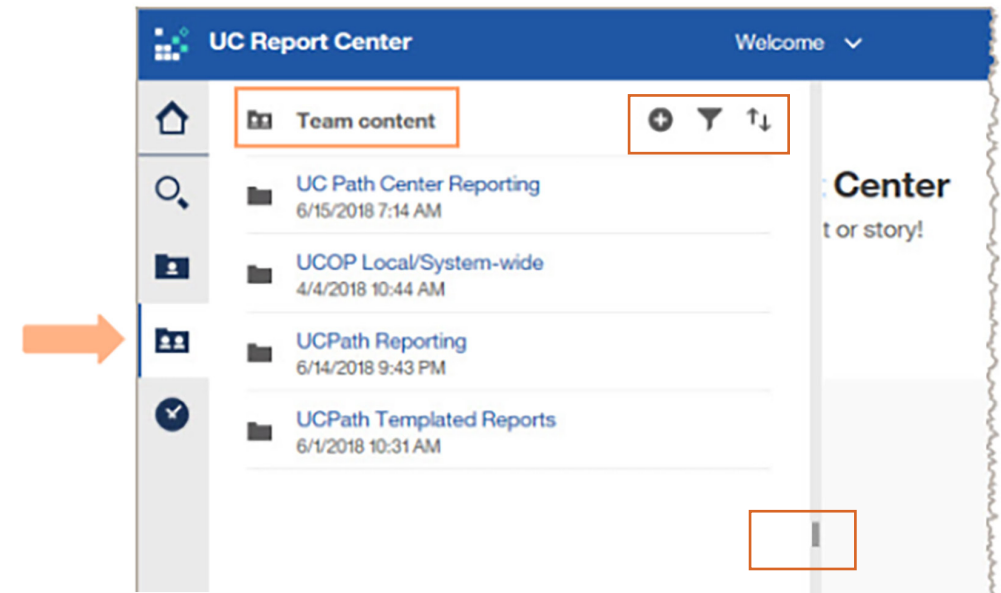 UC Report Center
Welcome
Team content
UC Path Center Reporting
6/15/2018 7:14 AM
UCOP Local/System-wide
4/4/2018 10:44 AM
UCPath Reporting
6/14/2018 9:43 PM
UCPath Templated Reports
6/1/2018 10:31 AM
Center
t or story!